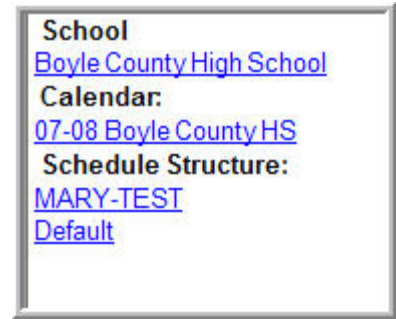 School
Boyle County High School
Calendar:
07-08 Boyle County HS
Schedule Structure:
MARY-TEST
Default